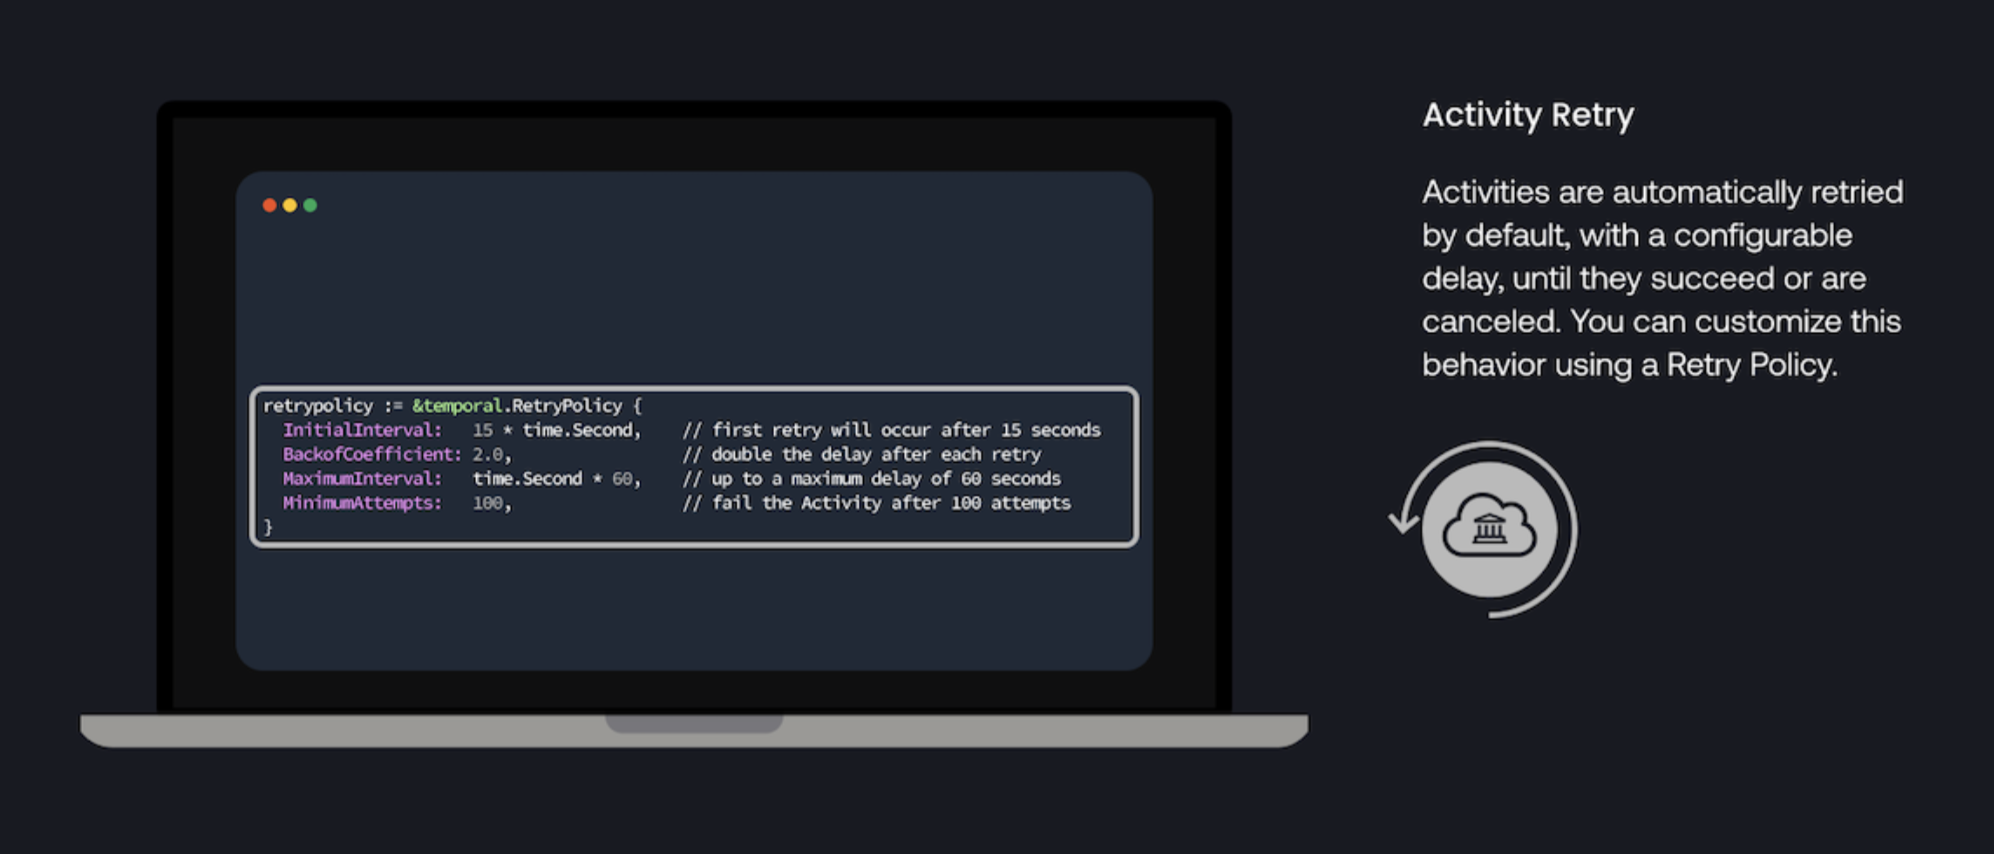 retrypolicy := &temporal.RetryPolicy {
InitialInterval: 15 * time.Second, // first retry will occur after 15 seconds
BackofCoefficient: 2.0, // double the delay after each retry
MaximumInterval: time.Second * 60, // up to a maximum delay of 60 seconds
MinimumAttempts: 100, // fail the Activity after 100 attempts
}
Activity Retry
Activities are automatically retried
by default, with a configurable
delay, until they succeed or are
canceled. You can customize this
behavior using a Retry Policy.